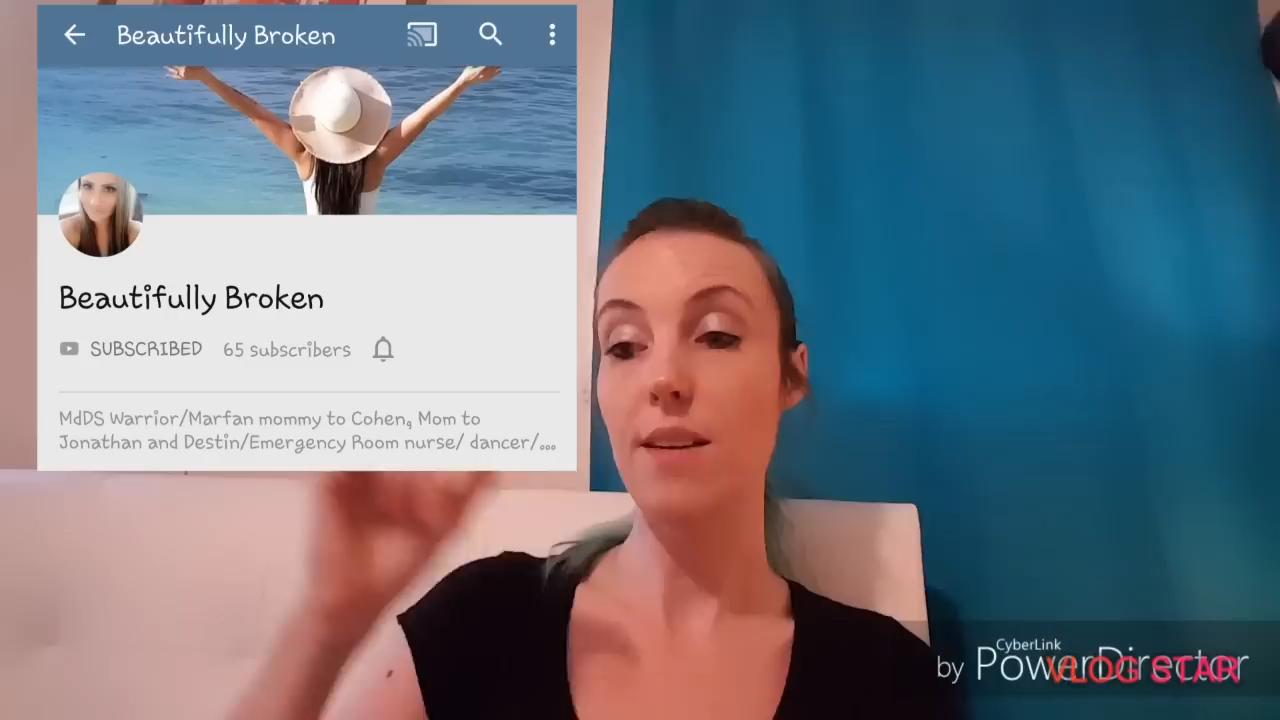 Beautifully Broken
Beautifully Broken
SUBSCRIBED 65 subscribers
MdDS Warrior/Marfan mommy to Cohen, Mom to
Jonathan and Destin/Emergency Room nurse/ dancer/...
CyberLink
by PowerDirector
VLOG STAR